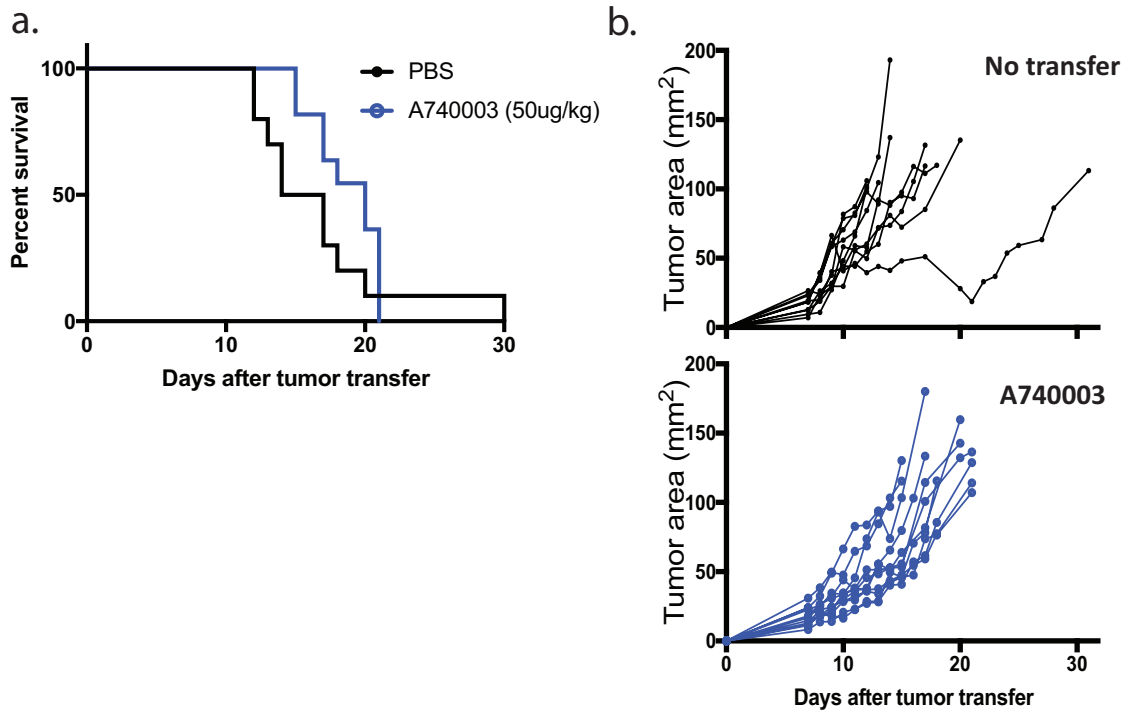 a.
100
50
0
0
10
20
30
Percent survival
Days after tumor transfer
PBS
A740003 (50ug/kg)
b.
No transfer
200
150
100
50
0
Tumor area (mm²)
A740003
200
150
100
50
0
Tumor area (mm²)
0
10
20
30
Days after tumor transfer